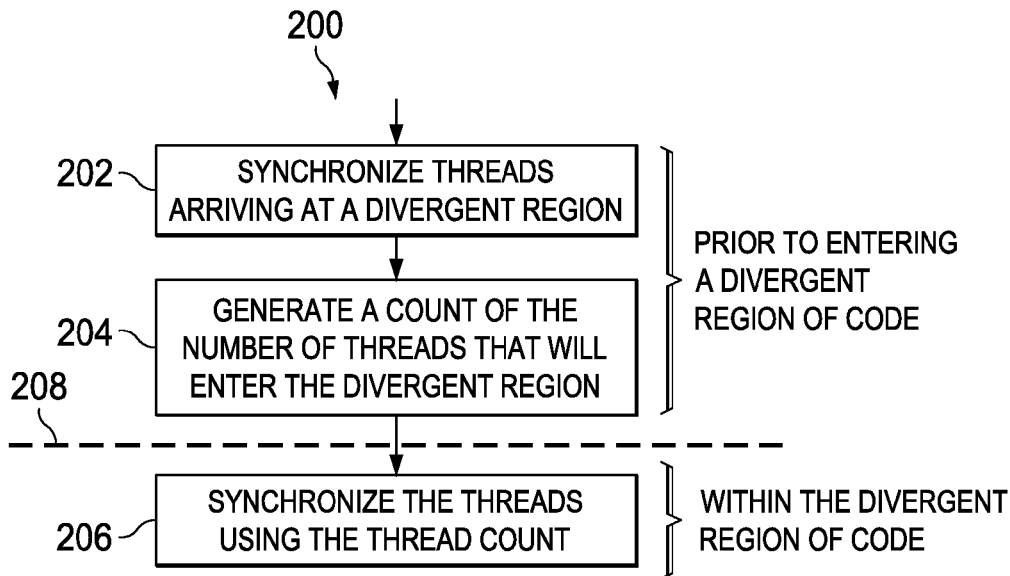 200
202
SYNCHRONIZE THREADS
ARRIVING AT A DIVERGENT REGION
204
GENERATE A COUNT OF THE
NUMBER OF THREADS THAT WILL
ENTER THE DIVERGENT REGION
PRIOR TO ENTERING
A DIVERGENT
REGION OF CODE
208
206
SYNCHRONIZE THE THREADS
USING THE THREAD COUNT
WITHIN THE DIVERGENT
REGION OF CODE